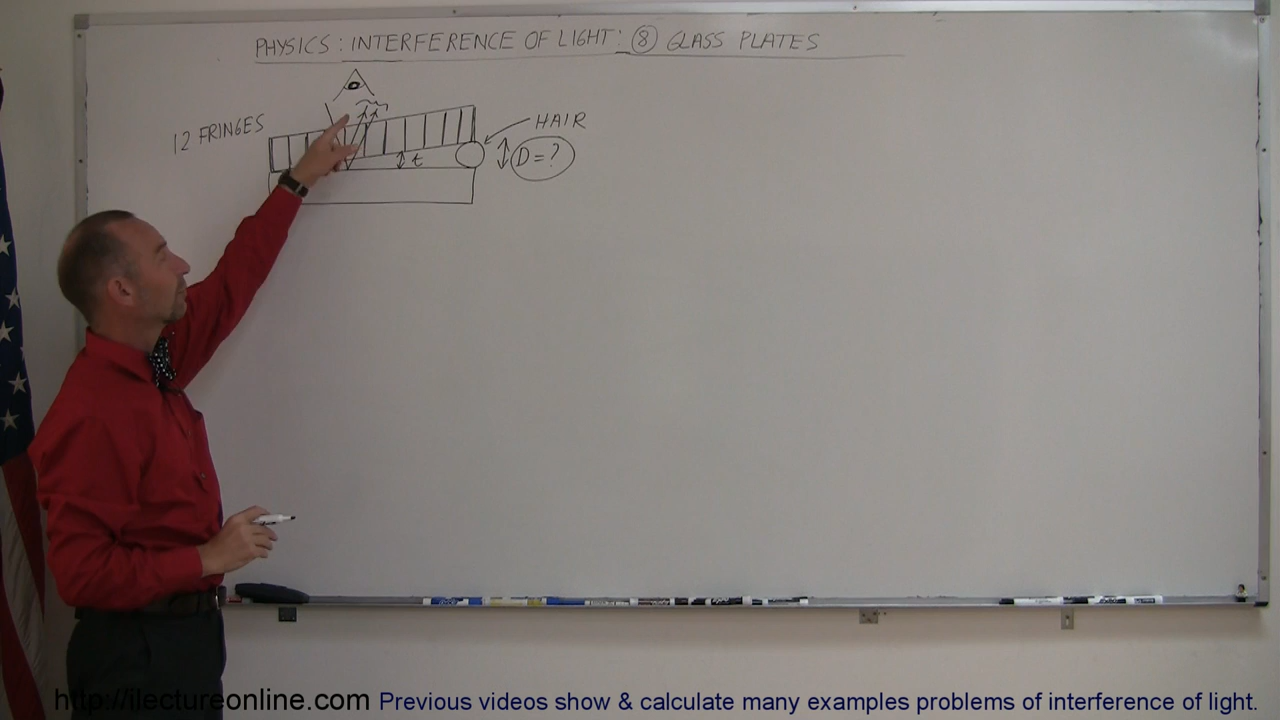 PHYSICS: INTERFERENCE OF LIGHT: 8 GLASS PLATES
12 FRINGES
HAIR
t
D=?
http://ilectureonline.com Previous videos show & calculate many examples problems of interference of light.